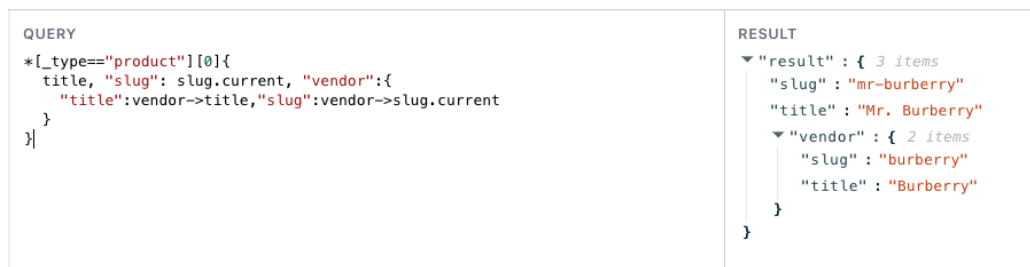 QUERY
*[_type=="product"][0]{
  title, "slug": slug.current, "vendor":{
    "title":vendor->title,"slug":vendor->slug.current
  }
}
RESULT
"result" : { 3 items
"slug" : "mr-burberry"
"title" : "Mr. Burberry"
"vendor" : { 2 items
"slug" : "burberry"
"title" : "Burberry"
}
}